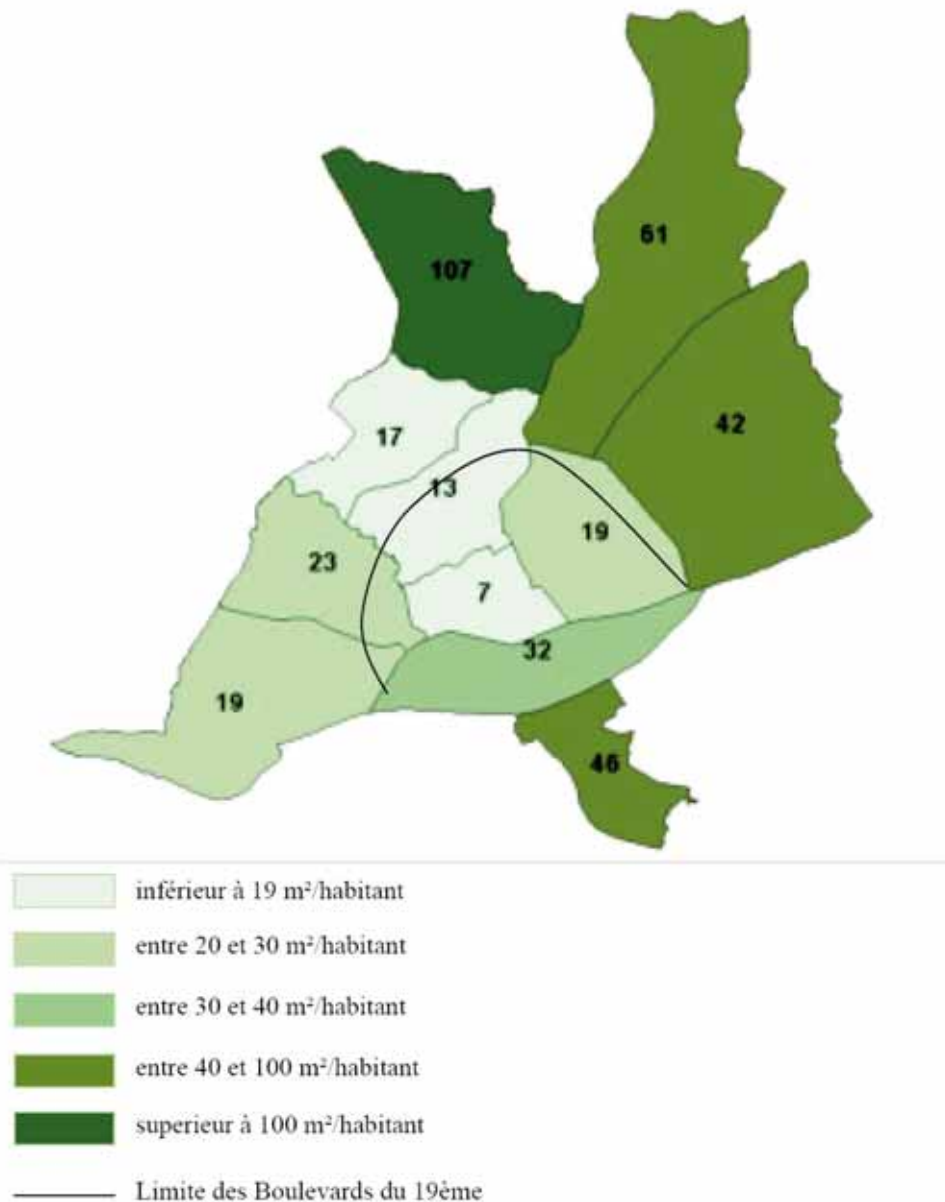 61
107
42
17
13
19
23
7
32
19
46
inférieur à 19 m²/habitant
entre 20 et 30 m²/habitant
entre 30 et 40 m²/habitant
entre 40 et 100 m²/habitant
superieur à 100 m²/habitant
Limite des Boulevards du 19ème